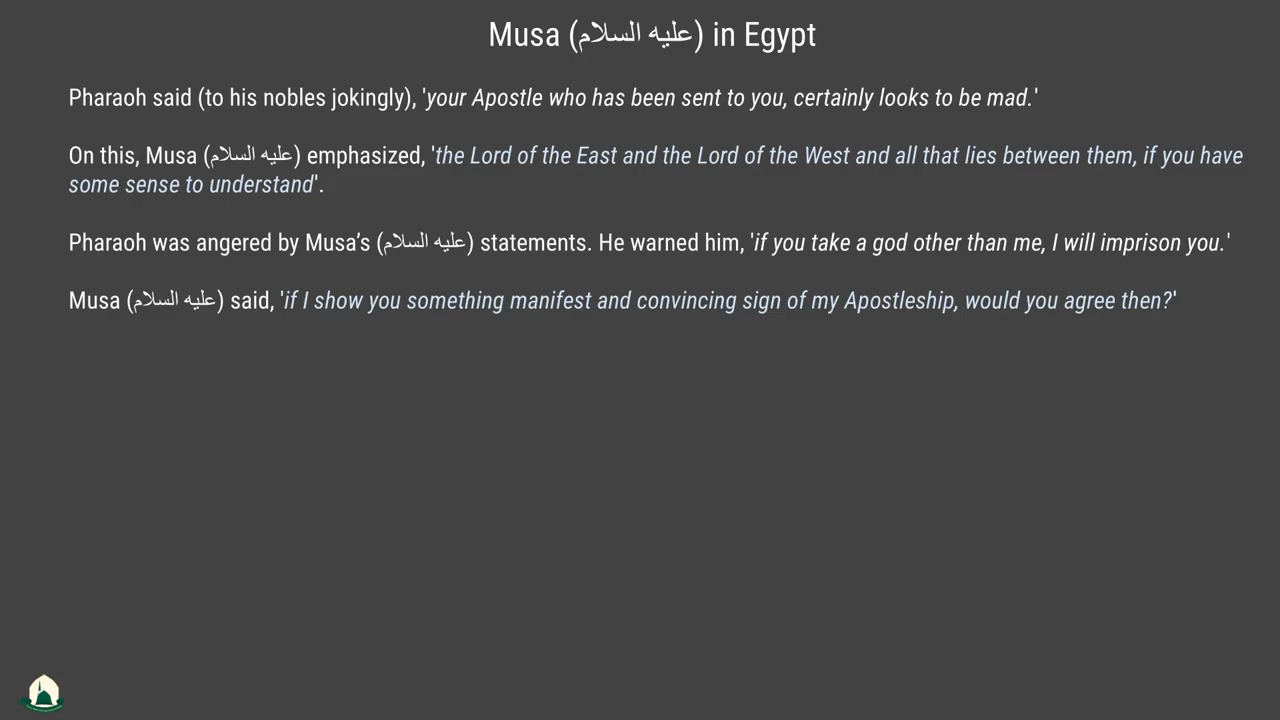 Musa (عليه السلام) in Egypt
Pharaoh said (to his nobles jokingly), 'your Apostle who has been sent to you, certainly looks to be mad.'
On this, Musa (عليه السلام) emphasized, 'the Lord of the East and the Lord of the West and all that lies between them, if you have
some sense to understand'.
Pharaoh was angered by Musa’s (عليه السلام) statements. He warned him, 'if you take a god other than me, I will imprison you.'
Musa (عليه السلام) said, 'if I show you something manifest and convincing sign of my Apostleship, would you agree then?'